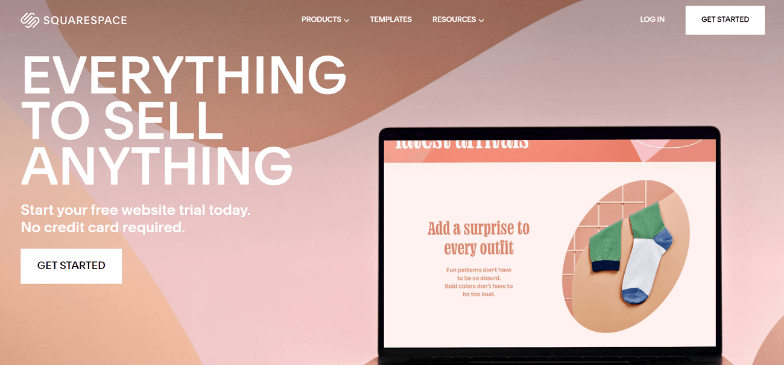 SQUARESPACE
PRODUCTS
TEMPLATES
RESOURCES
LOG IN
GET STARTED
EVERYTHING
TO SELL
ANYTHING
Start your free website trial today.
No credit card required.
GET STARTED
latest arrivals
Add a surprise to
every outfit
Fun patterns don't have
to be so absurd.
Bold colors don't have to
be too loud.